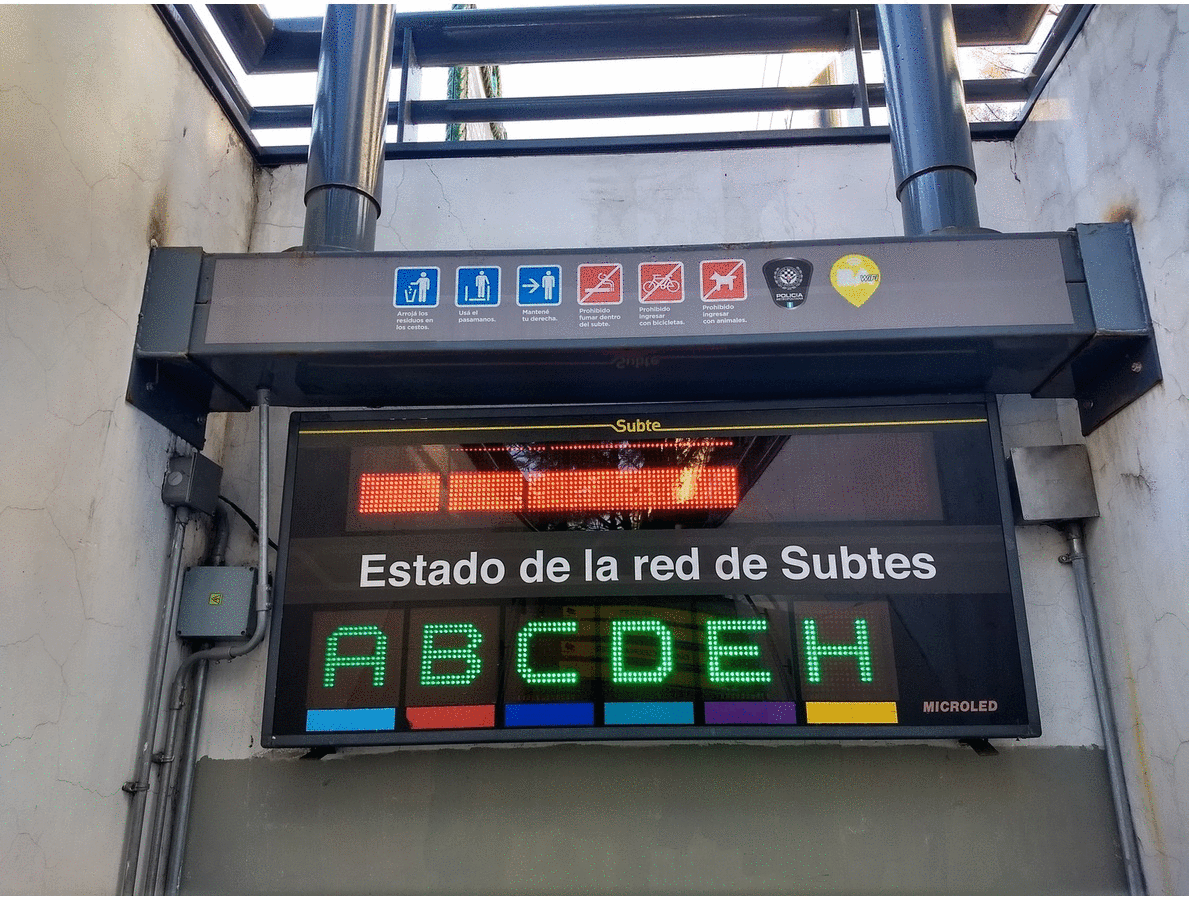 Arrojá los
residuos en
los cestos.
Usá el
pasamanos.
Mantené
tu derecha.
Prohibido
fumar dentro
del subte.
Prohibido
ingresar
con bicicletas.
Prohibido
ingresar
con animales.
POLICIA
BA WiFi
Subte
Estado de la red de Subtes
A B C D E H
MICROLED